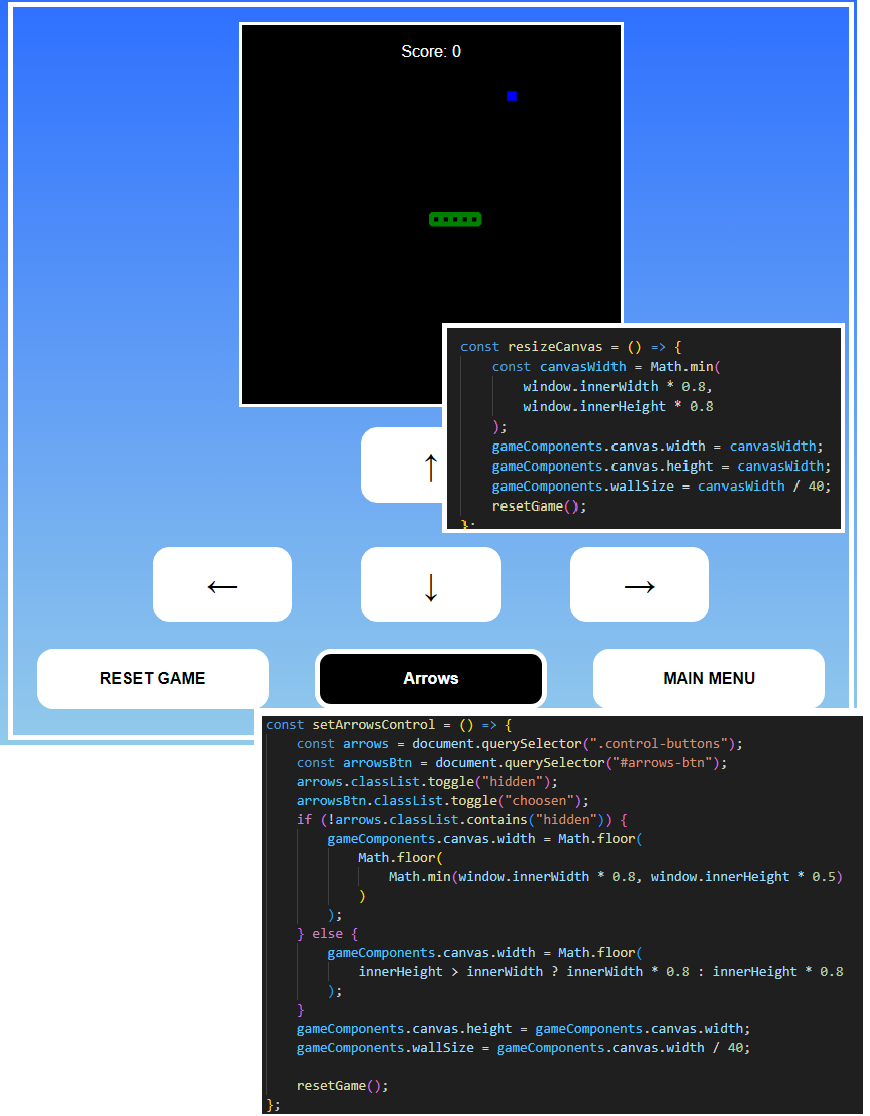 Score: 0
const resizeCanvas = () => {
const canvasWidth = Math.min(
window.innerWidth * 0.8,
window.innerHeight * 0.8
);
gameComponents.canvas.width = canvasWidth;
gameComponents.canvas.height = canvasWidth;
gameComponents.wallSize = canvasWidth / 40;
resetGame();
};
↑
← ↓ →
RESET GAME Arrows MAIN MENU
const setArrowsControl = () => {
const arrows = document.querySelector(".control-buttons");
const arrowsBtn = document.querySelector("#arrows-btn");
arrows.classList.toggle("hidden");
arrowsBtn.classList.toggle("choosen");
if (!arrows.classList.contains("hidden")) {
gameComponents.canvas.width = Math.floor(
Math.floor(
Math.min(window.innerWidth * 0.8, window.innerHeight * 0.5)
)
);
} else {
gameComponents.canvas.width = Math.floor(
innerHeight > innerWidth ? innerWidth * 0.8 : innerHeight * 0.8
);
}
gameComponents.canvas.height = gameComponents.canvas.width;
gameComponents.wallSize = gameComponents.canvas.width / 40;
resetGame();
};